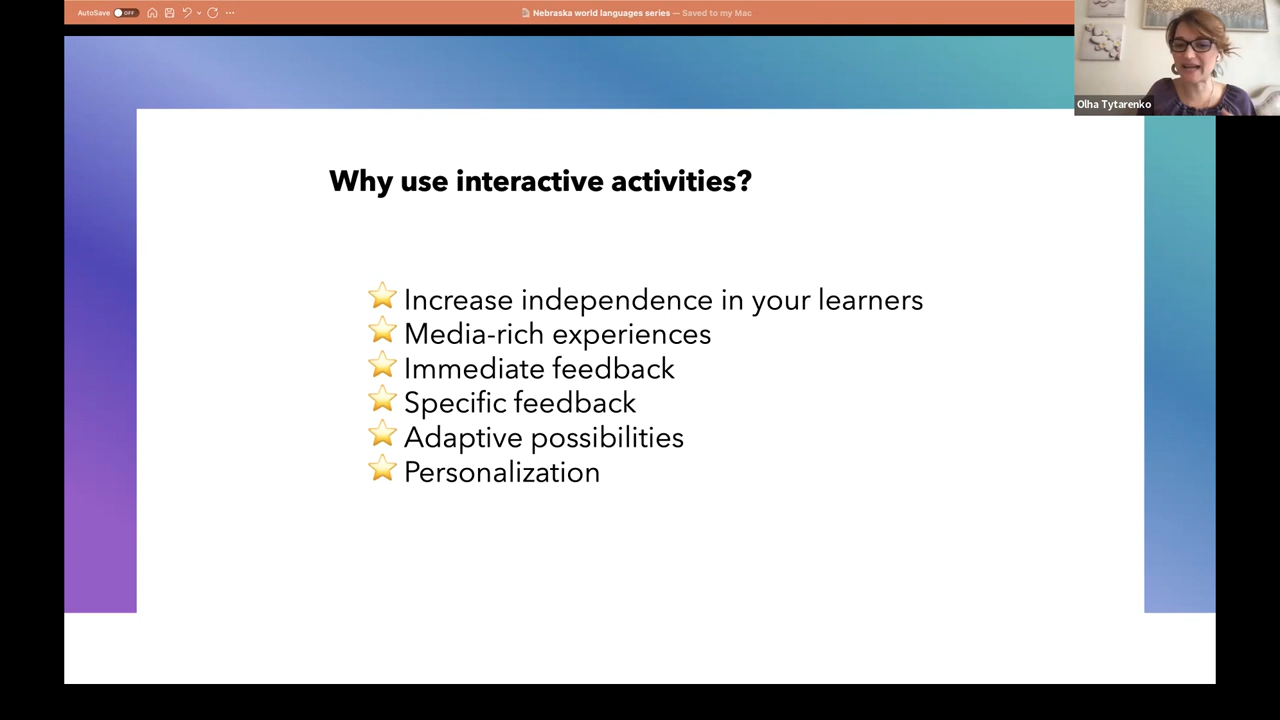 AutoSave OFF
Nebraska world languages series — Saved to my Mac
Olha Tytarenko
Why use interactive activities?
Increase independence in your learners
Media-rich experiences
Immediate feedback
Specific feedback
Adaptive possibilities
Personalization